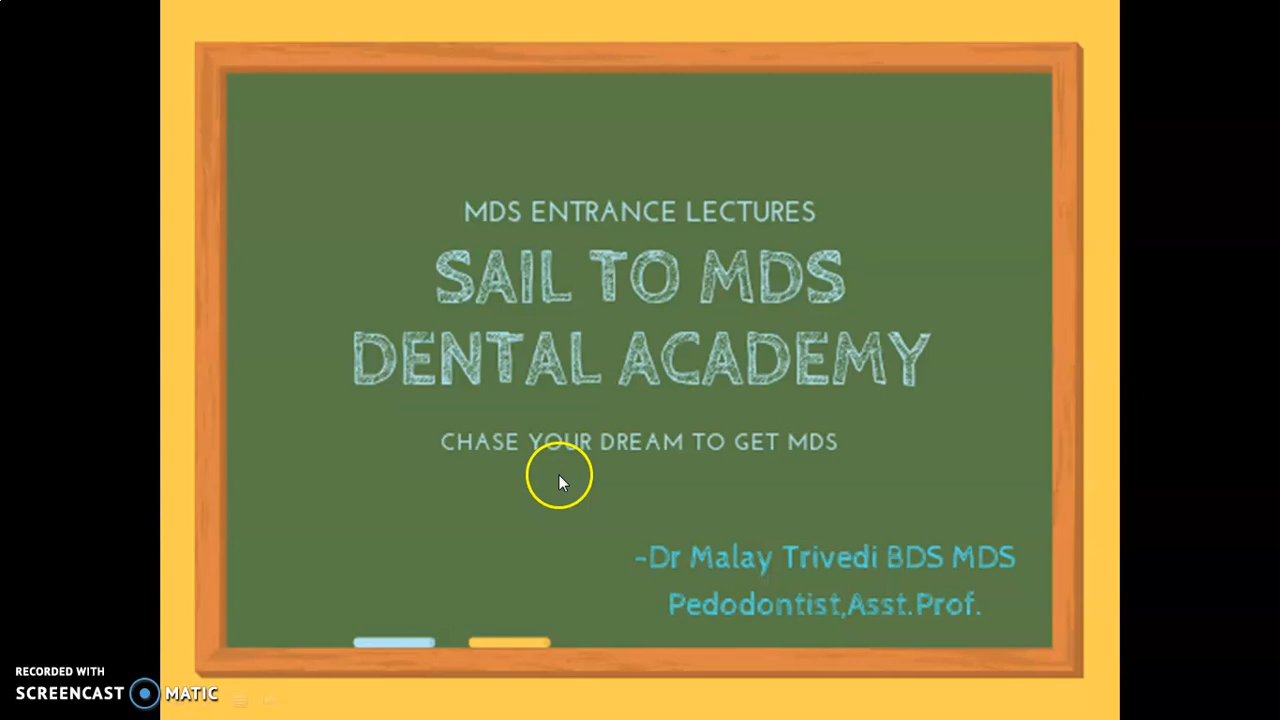 MDS ENTRANCE LECTURES
SAIL TO MDS
DENTAL ACADEMY
CHASE YOUR DREAM TO GET MDS
-Dr Malay Trivedi BDS MDS
Pedodontist,Asst.Prof.
RECORDED WITH
SCREENCAST MATIC